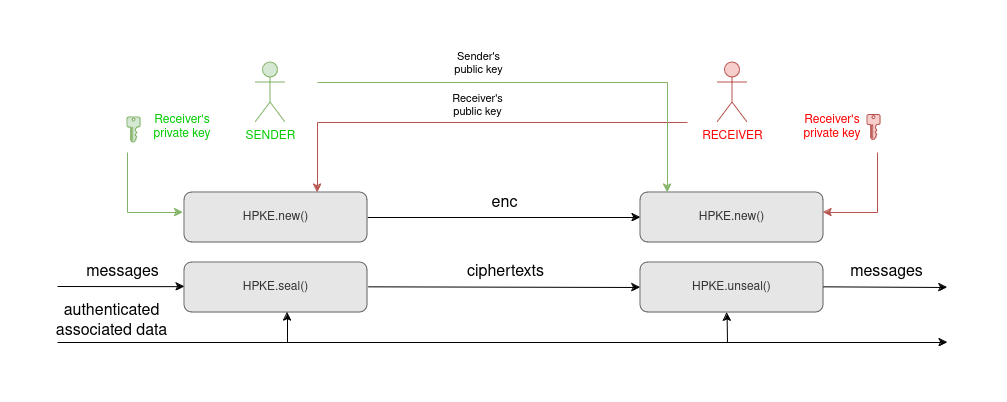 Sender's
public key
Receiver's
public key
Receiver's
private key
SENDER
RECEIVER
Receiver's
private key
HPKE.new()
enc
HPKE.new()
messages
HPKE.seal()
ciphertexts
HPKE.unseal()
messages
authenticated
associated data